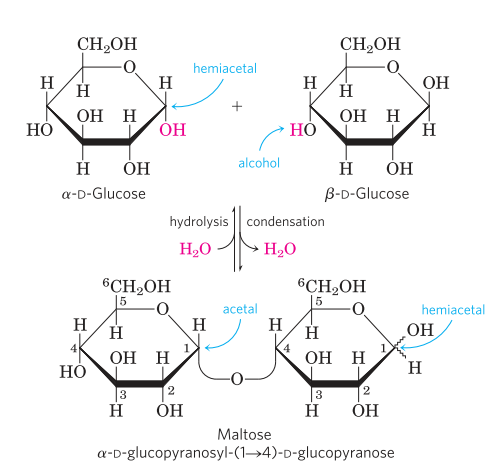 CH₂OH CH₂OH
O O
hemiacetal
H H H H OH
H H
OH H + OH H
HO OH HO H
alcohol
H OH H OH
α-D-Glucose β-D-Glucose
hydrolysis condensation
H₂O H₂O
⁶CH₂OH ⁶CH₂OH
5 O 5 O
acetal hemiacetal
H H H H H OH
4 OH H 1 4 OH H 1
HO O H
3 2 3 2
H OH H OH
Maltose
α-D-glucopyranosyl-(1→4)-D-glucopyranose